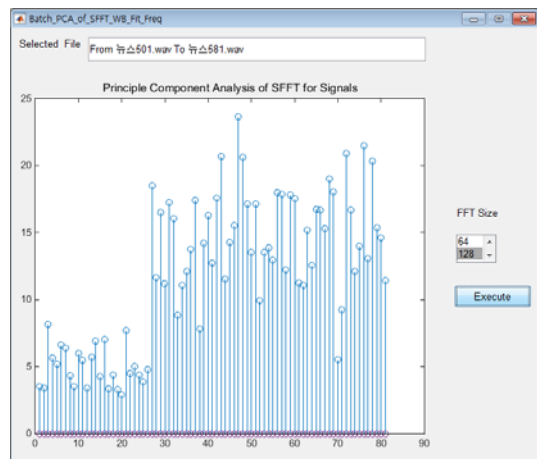 Batch_PCA_of_SFFT_WB_Fit_Freq
Selected File
From 뉴스501.wav To 뉴스581.wav
Principle Component Analysis of SFFT for Signals
25
20
15
10
5
0
0 10 20 30 40 50 60 70 80 90
FFT Size
64
128
Execute